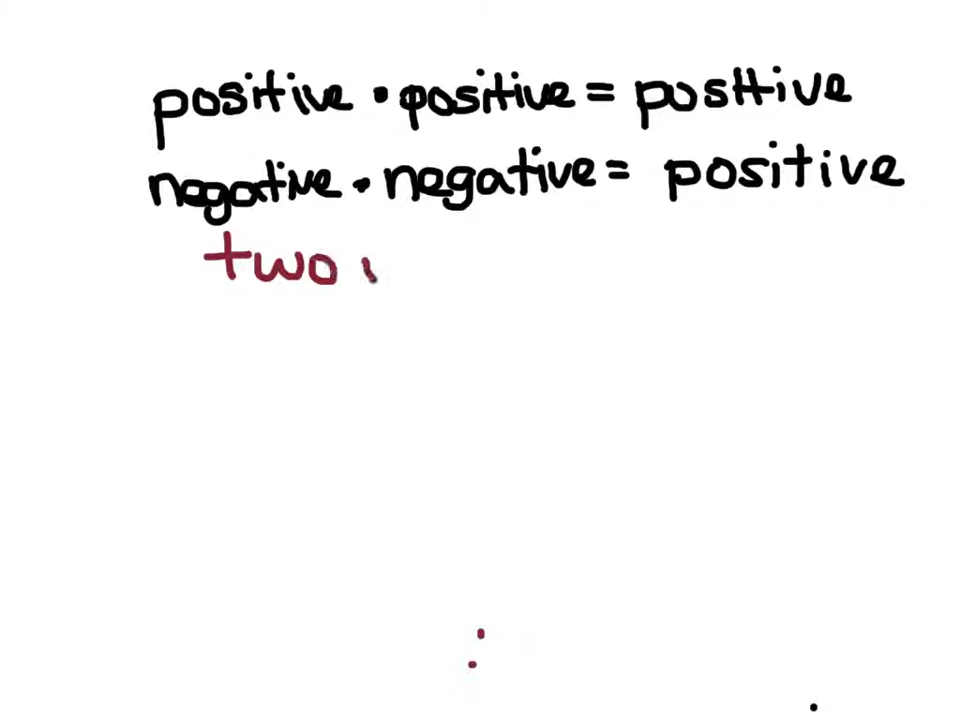 positive • positive = positive
negative • negative = positive
two